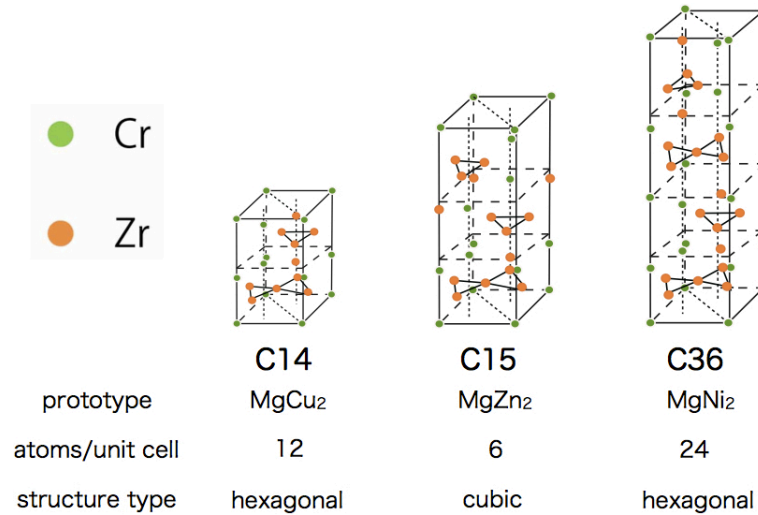 Cr
Zr
C14 C15 C36
prototype MgCu2 MgZn2 MgNi2
atoms/unit cell 12 6 24
structure type hexagonal cubic hexagonal